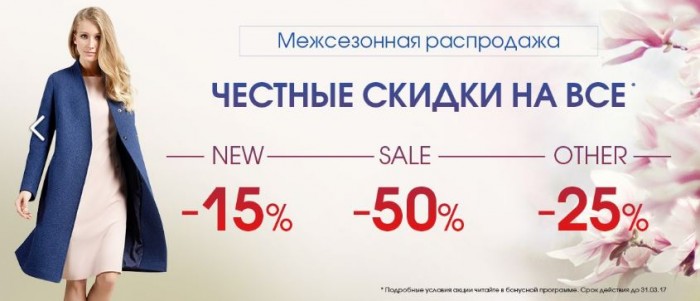 Межсезонная распродажа
ЧЕСТНЫЕ СКИДКИ НА ВСЕ*
NEW SALE OTHER
-15% -50% -25%
* Подробные условия акции читайте в бонусной программе. Срок действия до 31.03.17